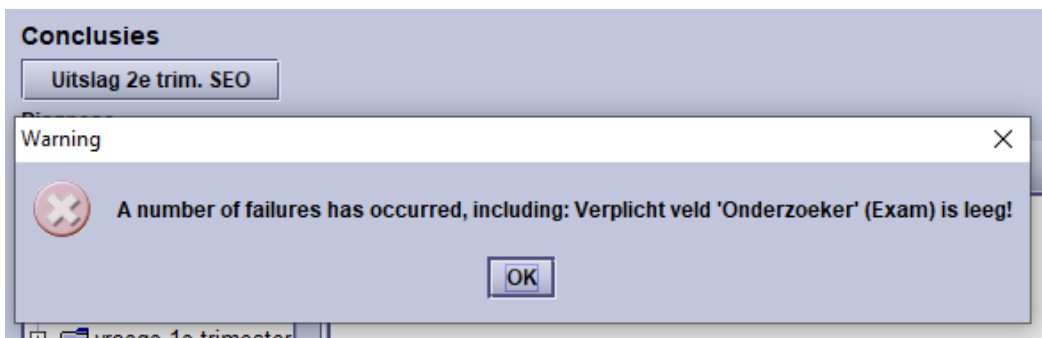 Conclusies
Uitslag 2e trim. SEO
Warning
A number of failures has occurred, including: Verplicht veld 'Onderzoeker' (Exam) is leeg!
OK
vroege 1e trimester